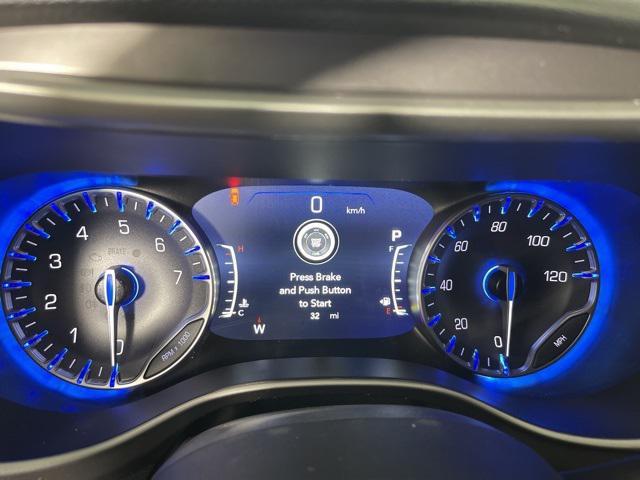 0 km/h
P
H
F
Press Brake
and Push Button
to Start
32 mi
C
E
W
0 1 2 3 4 5 6 7
BRAKE
RPM x 1000
0 20 40 60 80 100 120
MPH